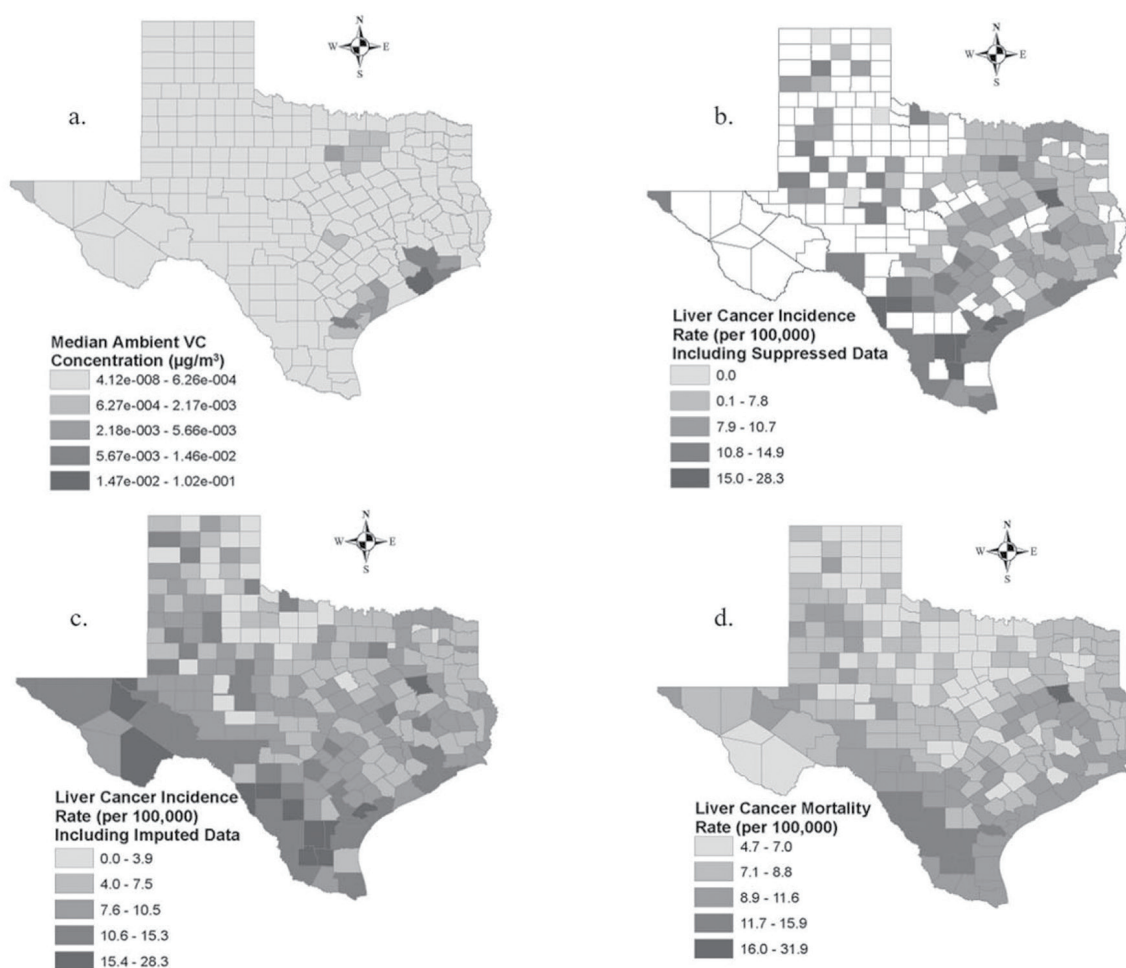 N
W E
S
a.
Median Ambient VC
Concentration (µg/m³)
4.12e-008 - 6.26e-004
6.27e-004 - 2.17e-003
2.18e-003 - 5.66e-003
5.67e-003 - 1.46e-002
1.47e-002 - 1.02e-001
N
W E
S
b.
Liver Cancer Incidence
Rate (per 100,000)
Including Suppressed Data
0.0
0.1 - 7.8
7.9 - 10.7
10.8 - 14.9
15.0 - 28.3
N
W E
S
c.
Liver Cancer Incidence
Rate (per 100,000)
Including Imputed Data
0.0 - 3.9
4.0 - 7.5
7.6 - 10.5
10.6 - 15.3
15.4 - 28.3
N
W E
S
d.
Liver Cancer Mortality
Rate (per 100,000)
4.7 - 7.0
7.1 - 8.8
8.9 - 11.6
11.7 - 15.9
16.0 - 31.9